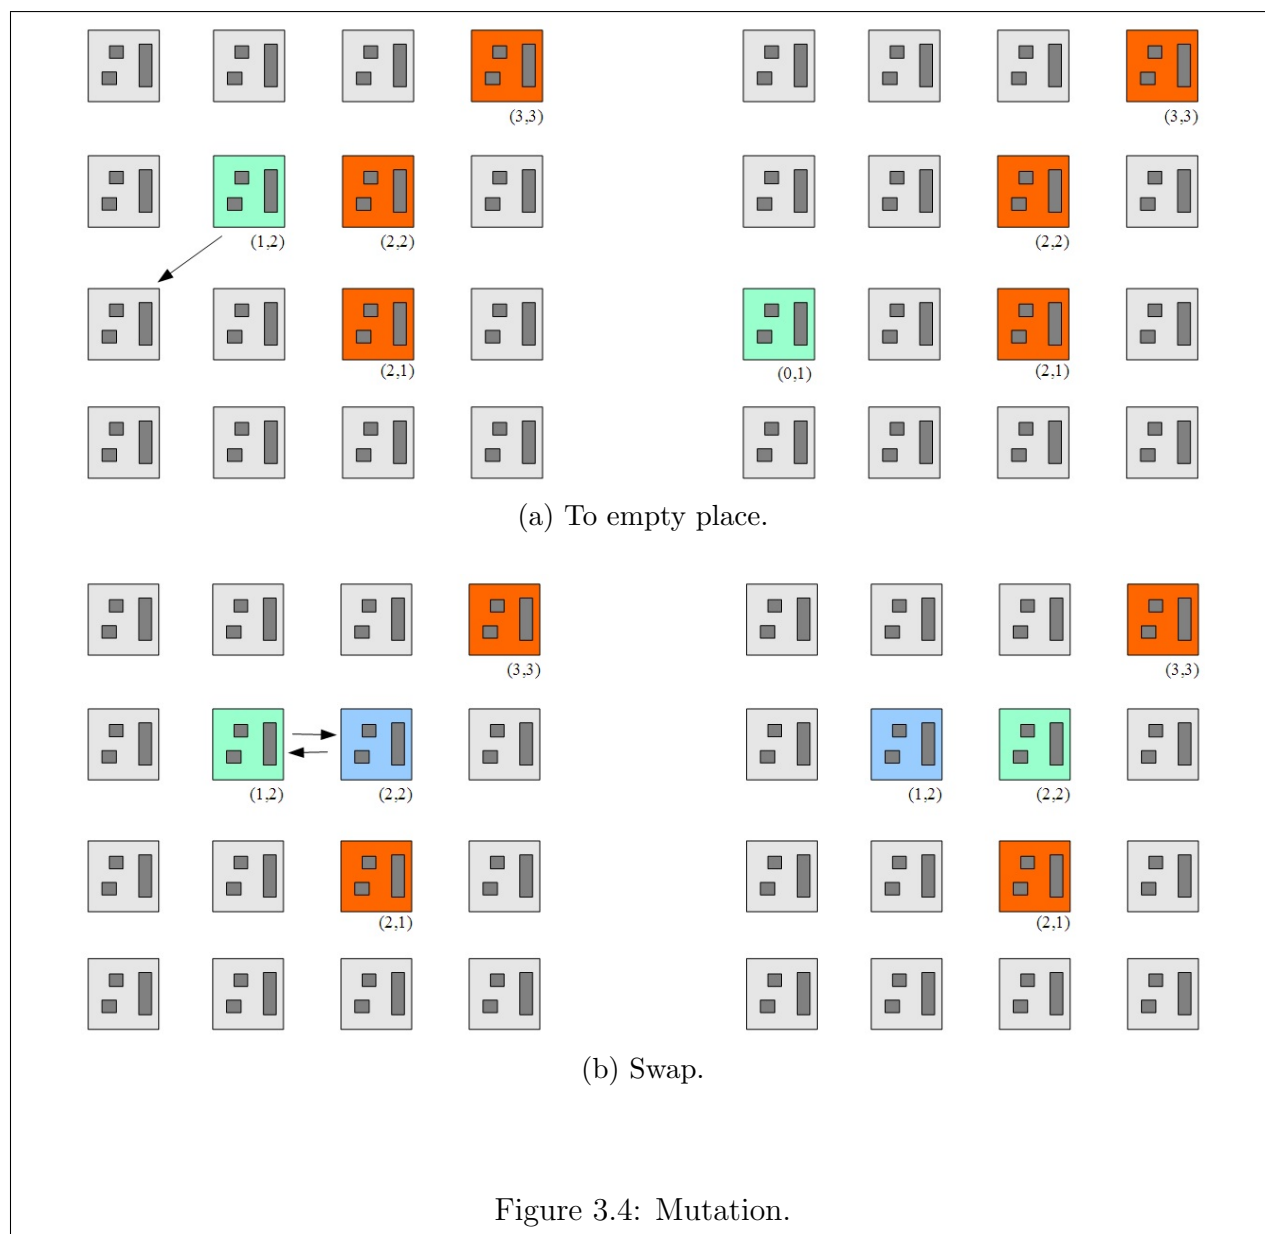 (3,3) (3,3)
(1,2) (2,2) (2,2)
(2,1) (0,1) (2,1)
(a) To empty place.
(3,3) (3,3)
(1,2) (2,2) (1,2) (2,2)
(2,1) (2,1)
(b) Swap.
Figure 3.4: Mutation.